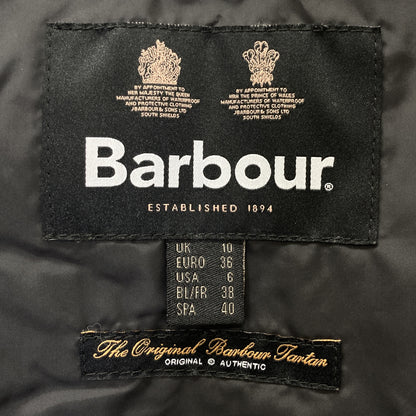 BY APPOINTMENT TO
HER MAJESTY THE QUEEN
MANUFACTURERS OF WATERPROOF
AND PROTECTIVE CLOTHING
J.BARBOUR & SONS LTD
SOUTH SHIELDS
BY APPOINTMENT TO
HRH THE PRINCE OF WALES
MANUFACTURERS OF WATERPROOF
AND PROTECTIVE CLOTHING
J.BARBOUR & SONS LTD
SOUTH SHIELDS
Barbour®
ESTABLISHED 1894
UK 10
EURO 36
USA 6
BL/FR 38
SPA 40
The Original Barbour Tartan
ORIGINAL © AUTHENTIC